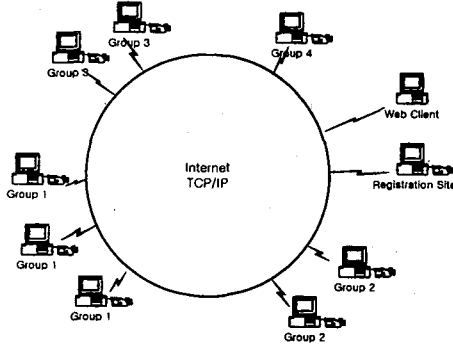 Group 3
Group 4
Group 3
Web Client
Internet
TCP/IP
Registration Site
Group 1
Group 1
Group 2
Group 1
Group 2